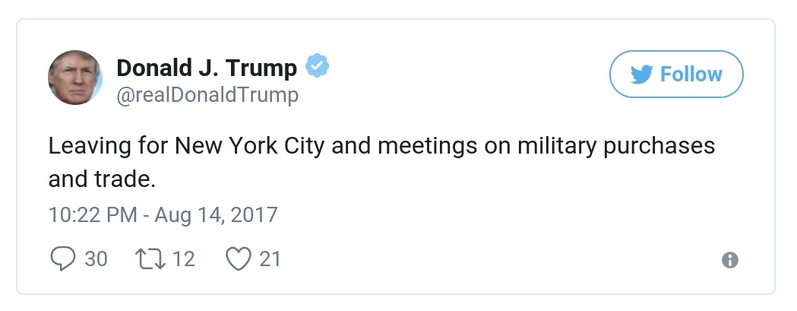 Donald J. Trump
@realDonaldTrump
Follow
Leaving for New York City and meetings on military purchases
and trade.
10:22 PM - Aug 14, 2017
30 12 21